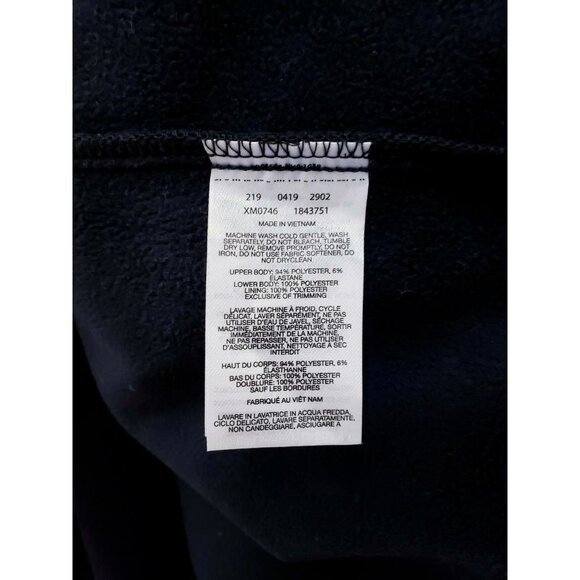 219 0419 2902
XM0746 1843751
MADE IN VIETNAM
MACHINE WASH COLD GENTLE, WASH
SEPARATELY, DO NOT BLEACH, TUMBLE
DRY LOW, REMOVE PROMPTLY, DO NOT
IRON, DO NOT USE FABRIC SOFTENER, DO
NOT DRYCLEAN
UPPER BODY: 94% POLYESTER, 6%
ELASTANE
LOWER BODY: 100% POLYESTER
LINING: 100% POLYESTER
EXCLUSIVE OF TRIMMING
LAVAGE MACHINE À FROID, CYCLE
DÉLICAT, LAVER SÉPARÉMENT, NE PAS
UTILISER D'EAU DE JAVEL, SÉCHAGE
MACHINE, BASSE TEMPÉRATURE, SORTIR
IMMÉDIATEMENT DE LA MACHINE,
NE PAS REPASSER, NE PAS UTILISER
D'ASSOUPLISSANT, NETTOYAGE À SEC
INTERDIT
HAUT DU CORPS: 94% POLYESTER, 6%
ÉLASTHANNE
BAS DU CORPS: 100% POLYESTER
DOUBLURE: 100% POLYESTER
SAUF LES BORDURES
FABRIQUÉ AU VIÊT NAM
LAVARE IN LAVATRICE IN ACQUA FREDDA,
CICLO DELICATO, LAVARE SEPARATAMENTE,
NON CANDEGGIARE, ASCIUGARE A